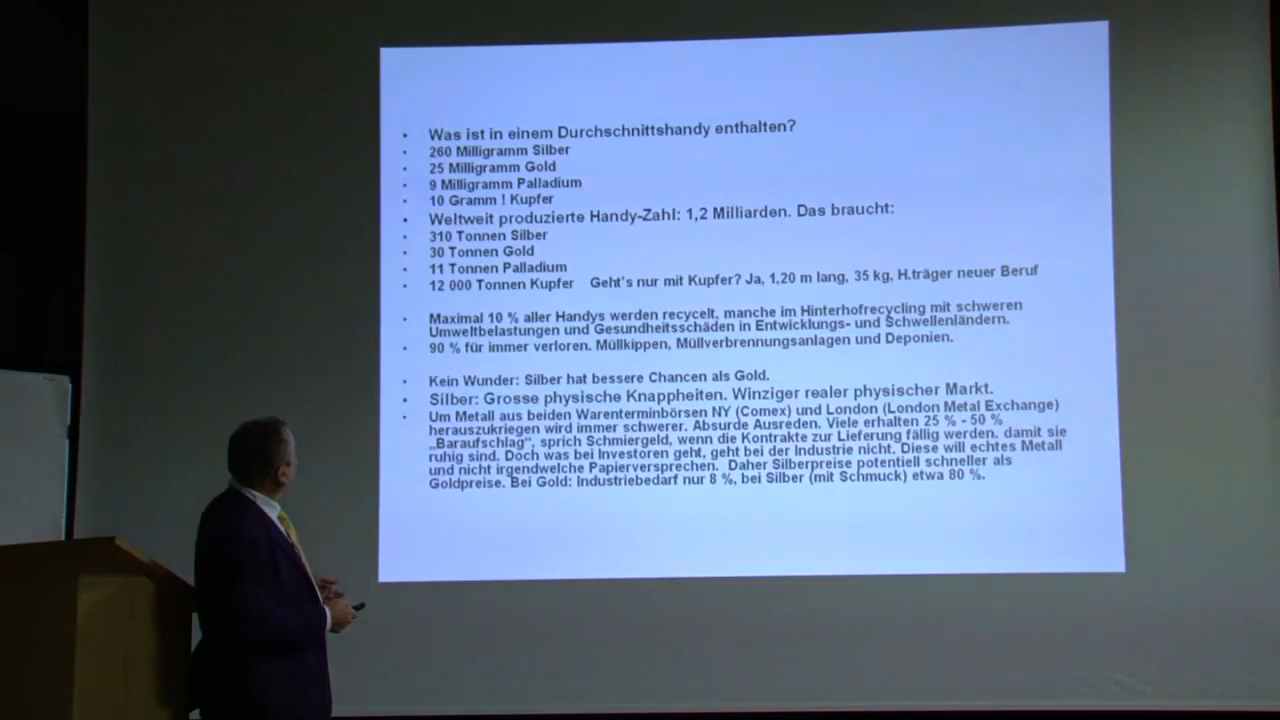 Was ist in einem Durchschnittshandy enthalten?
260 Milligramm Silber
25 Milligramm Gold
9 Milligramm Palladium
10 Gramm ! Kupfer
Weltweit produzierte Handy-Zahl: 1,2 Milliarden. Das braucht:
310 Tonnen Silber
30 Tonnen Gold
11 Tonnen Palladium
12 000 Tonnen Kupfer Geht's nur mit Kupfer? Ja, 1,20 m lang, 35 kg, H.träger neuer Beruf
Maximal 10 % aller Handys werden recycelt, manche im Hinterhofrecycling mit schweren
Umweltbelastungen und Gesundheitsschäden in Entwicklungs- und Schwellenländern.
90 % für immer verloren. Müllkippen, Müllverbrennungsanlagen und Deponien.
Kein Wunder: Silber hat bessere Chancen als Gold.
Silber: Grosse physische Knappheiten. Winziger realer physischer Markt.
Um Metall aus beiden Warenterminbörsen NY (Comex) und London (London Metal Exchange)
herauszukriegen wird immer schwerer. Absurde Ausreden. Viele erhalten 25 % - 50 %
„Baraufschlag“, sprich Schmiergeld, wenn die Kontrakte zur Lieferung fällig werden. damit sie
ruhig sind. Doch was bei Investoren geht, geht bei der Industrie nicht. Diese will echtes Metall
und nicht irgendwelche Papierversprechen. Daher Silberpreise potentiell schneller als
Goldpreise. Bei Gold: Industriebedarf nur 8 %, bei Silber (mit Schmuck) etwa 80 %.